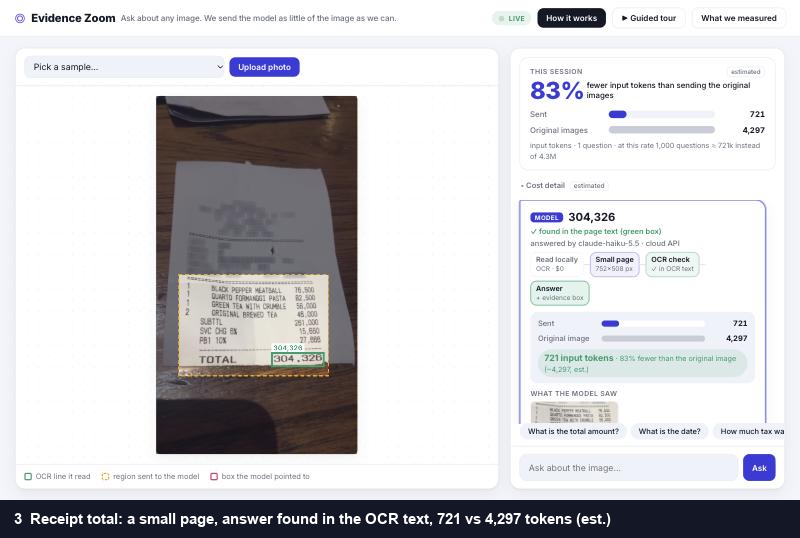 Evidence Zoom Ask about any image. We send the model as little of the image as we can.
LIVE How it works ▶ Guided tour What we measured
Pick a sample... Upload photo
1 BLACK PEPPER MEATBALL 76,500
1 QUARTO FORMANGGI PASTA 82,500
1 GREEN TEA WITH CRUMBLE 56,000
2 ORIGINAL BREWED TEA 46,000
SUBTTL 261,000
SVC CHG 6% 15,660
PB1 10% 27,666
304,326
TOTAL 304,326
OCR line it read region sent to the model box the model pointed to
THIS SESSION estimated
83% fewer input tokens than sending the original images
Sent 721
Original images 4,297
input tokens · 1 question · at this rate 1,000 questions ≈ 721k instead
of 4.3M
• Cost detail estimated
MODEL 304,326
✓ found in the page text (green box)
answered by claude-haiku-5.5 · cloud API
Read locally
OCR · $0
Small page
752×508 px
OCR check
✓ in OCR text
Answer
+ evidence box
Sent 721
Original image 4,297
721 input tokens · 83% fewer than the original image
(~4,297, est.)
WHAT THE MODEL SAW
What is the total amount? What is the date? How much tax wa
Ask about the image... Ask
3 Receipt total: a small page, answer found in the OCR text, 721 vs 4,297 tokens (est.)